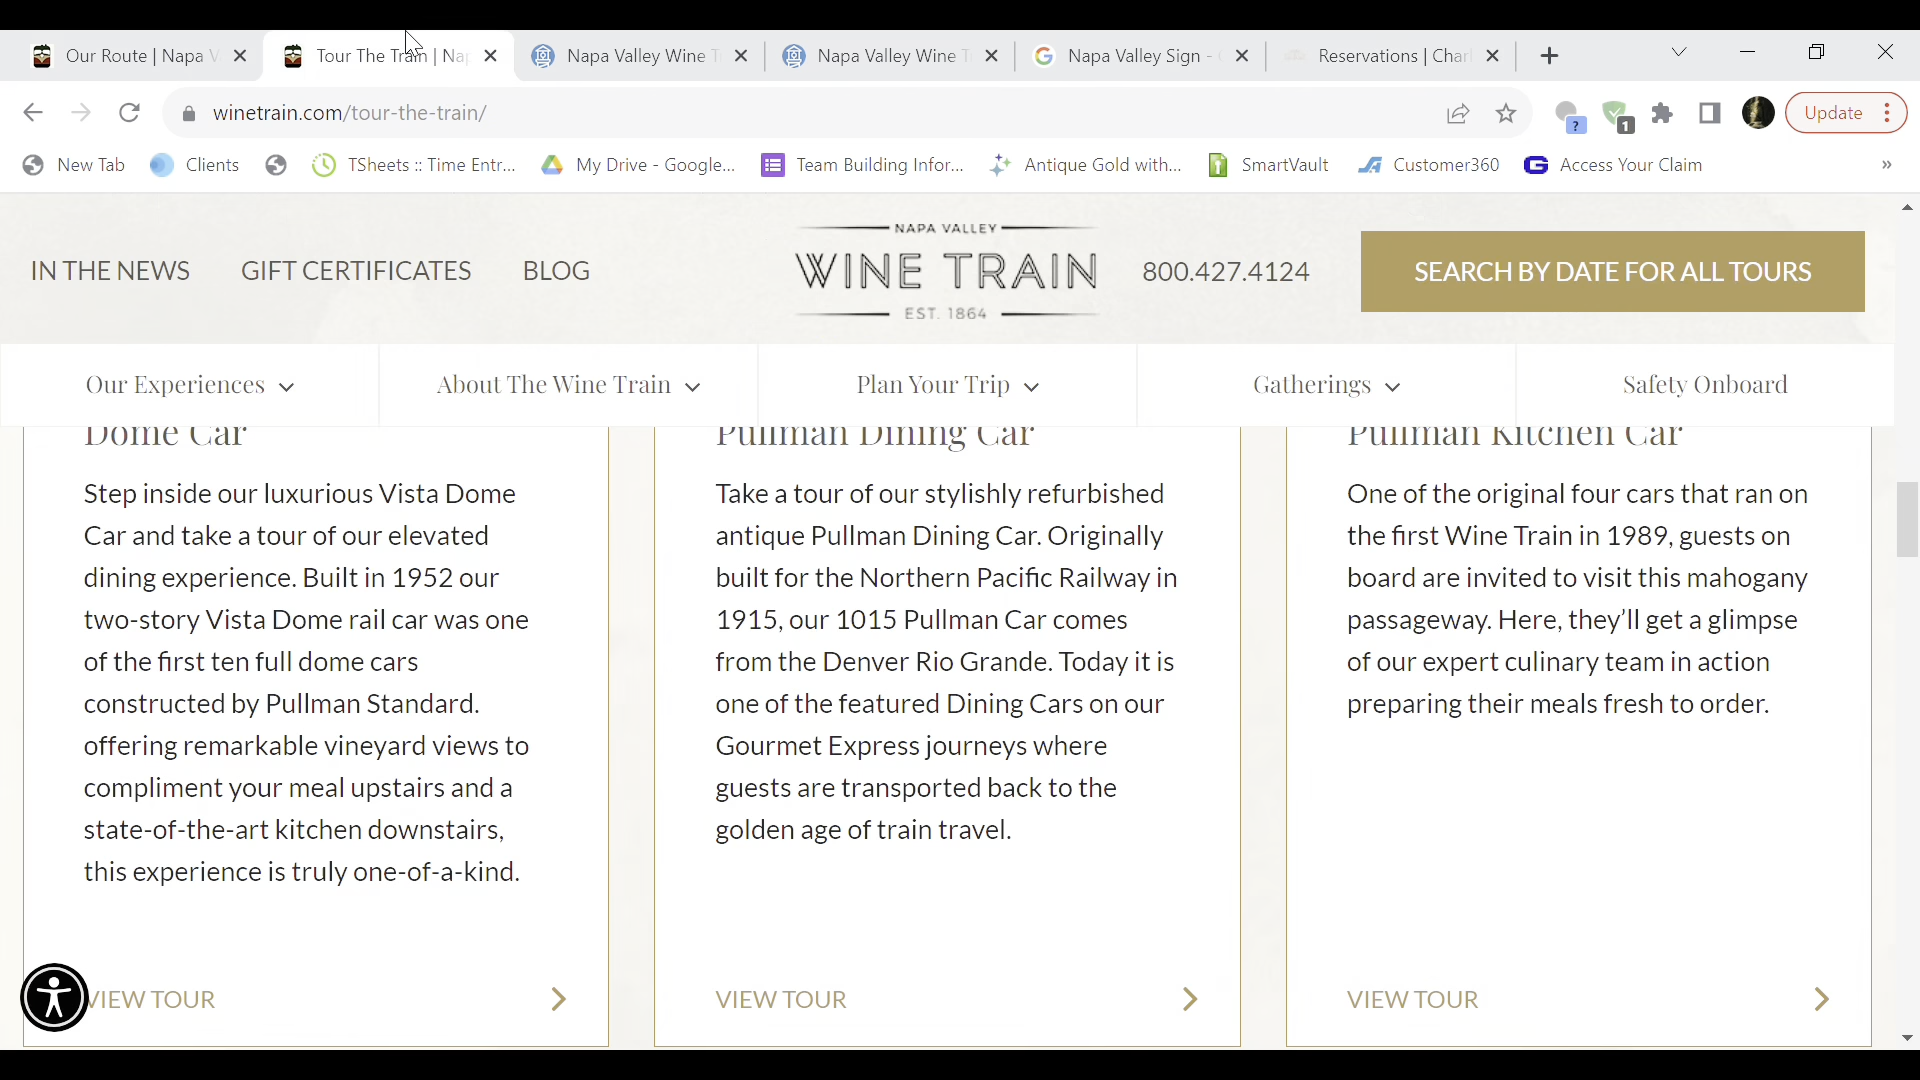 Our Route | Napa V
Tour The Train | Nap
Napa Valley Wine T
Napa Valley Wine T
Napa Valley Sign - G
Reservations | Charl
winetrain.com/tour-the-train/
?
1
Update
New Tab
Clients
TSheets :: Time Entr...
My Drive - Google...
Team Building Infor...
Antique Gold with...
SmartVault
Customer360
Access Your Claim
»
IN THE NEWS
GIFT CERTIFICATES
BLOG
NAPA VALLEY
WINE TRAIN
EST. 1864
800.427.4124
SEARCH BY DATE FOR ALL TOURS
Our Experiences
About The Wine Train
Plan Your Trip
Gatherings
Safety Onboard
Dome Car
Step inside our luxurious Vista Dome
Car and take a tour of our elevated
dining experience. Built in 1952 our
two-story Vista Dome rail car was one
of the first ten full dome cars
constructed by Pullman Standard.
offering remarkable vineyard views to
compliment your meal upstairs and a
state-of-the-art kitchen downstairs,
this experience is truly one-of-a-kind.
VIEW TOUR
Pullman Dining Car
Take a tour of our stylishly refurbished
antique Pullman Dining Car. Originally
built for the Northern Pacific Railway in
1915, our 1015 Pullman Car comes
from the Denver Rio Grande. Today it is
one of the featured Dining Cars on our
Gourmet Express journeys where
guests are transported back to the
golden age of train travel.
VIEW TOUR
Pullman Kitchen Car
One of the original four cars that ran on
the first Wine Train in 1989, guests on
board are invited to visit this mahogany
passageway. Here, they'll get a glimpse
of our expert culinary team in action
preparing their meals fresh to order.
VIEW TOUR